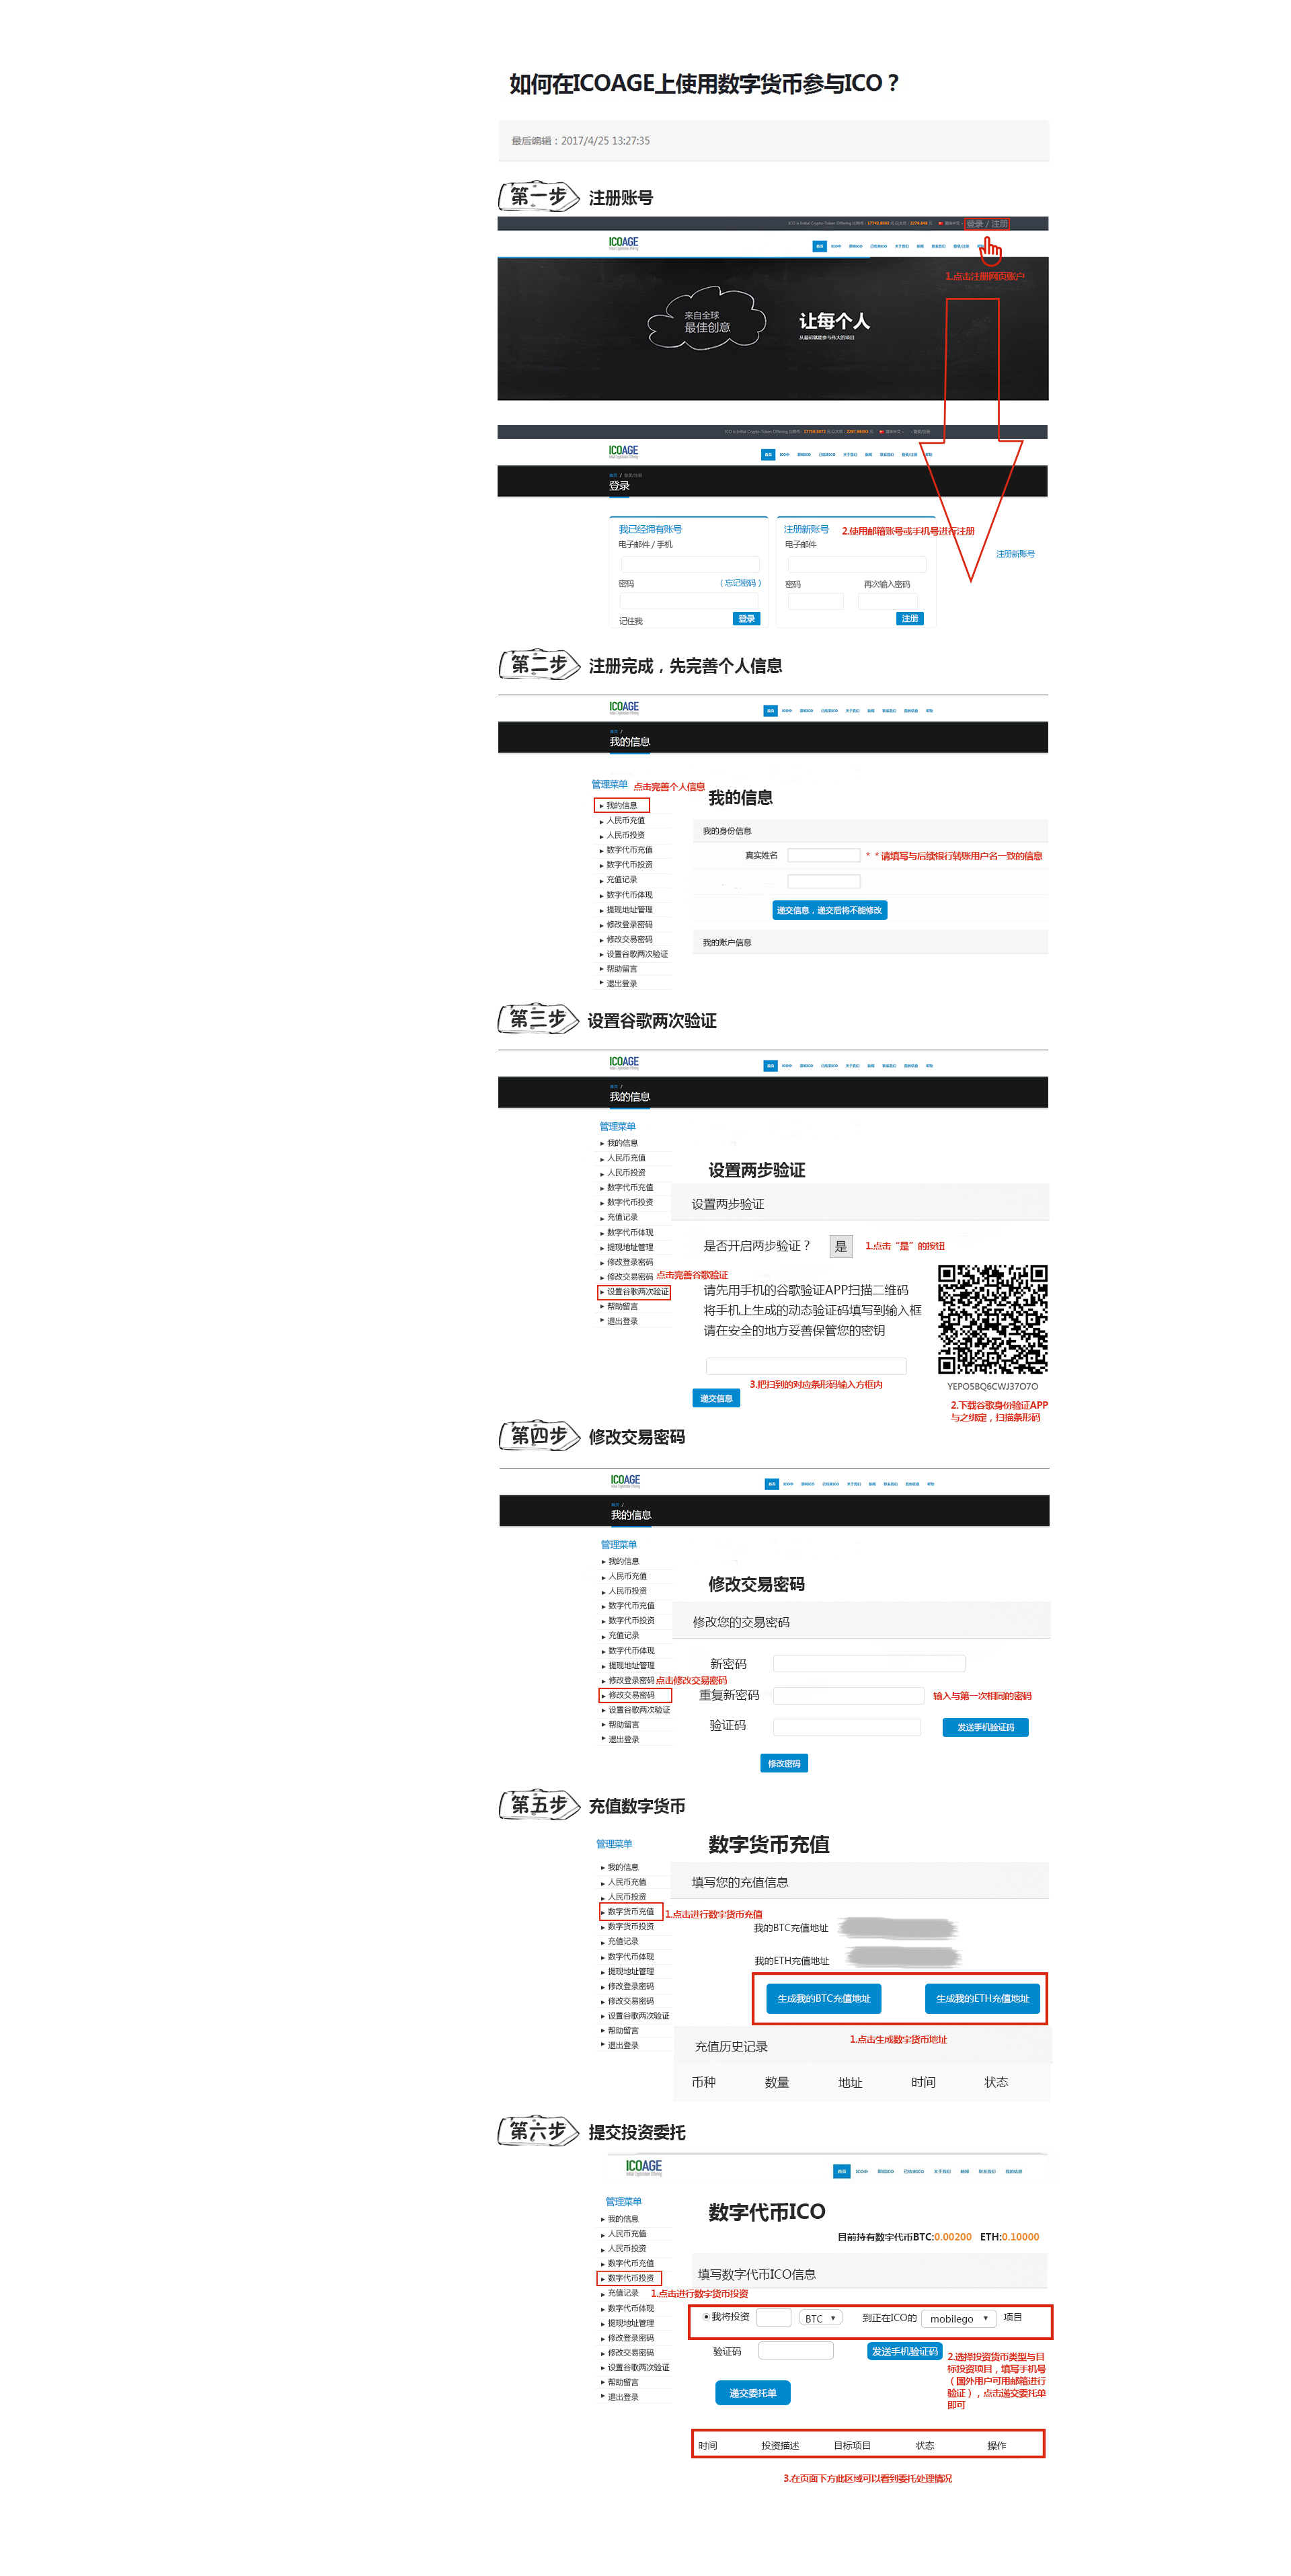 如何在ICOAGE上使用数字货币参与ICO？
最后编辑：2017/4/25 13:27:35
第一步 注册账号
登录 / 注册
ICOAGE
1.点击注册网页账户
来自全球
最佳创意
让每个人
从最初就能参与伟大的项目
ICOAGE
首页 / 登录/注册
登录
我已经拥有账号
电子邮件 / 手机
密码 （忘记密码）
记住我 登录
注册新账号 2.使用邮箱账号或手机号进行注册
电子邮件
密码 再次输入密码
注册
注册新账号
第二步 注册完成，先完善个人信息
ICOAGE
首页 /
我的信息
管理菜单 点击完善个人信息
我的信息
人民币充值
人民币投资
数字代币充值
数字代币投资
充值记录
数字代币体现
提现地址管理
修改登录密码
修改交易密码
设置谷歌两次验证
帮助留言
退出登录
我的信息
我的身份信息
真实姓名 * *请填写与后续银行转账用户名一致的信息
递交信息，递交后将不能修改
我的账户信息
第三步 设置谷歌两次验证
ICOAGE
首页 /
我的信息
管理菜单
我的信息
人民币充值
人民币投资
数字代币充值
数字代币投资
充值记录
数字代币体现
提现地址管理
修改登录密码
修改交易密码 点击完善谷歌验证
设置谷歌两次验证
帮助留言
退出登录
设置两步验证
设置两步验证
是否开启两步验证？ 是 1.点击“是”的按钮
请先用手机的谷歌验证APP扫描二维码
将手机上生成的动态验证码填写到输入框
请在安全的地方妥善保管您的密钥
3.把扫到的对应条形码输入方框内
递交信息
YEPO5BQ6CWJ37O7O
2.下载谷歌身份验证APP
与之绑定，扫描条形码
第四步 修改交易密码
ICOAGE
首页 /
我的信息
管理菜单
我的信息
人民币充值
人民币投资
数字代币充值
数字代币投资
充值记录
数字代币体现
提现地址管理
修改登录密码 点击修改交易密码
修改交易密码
设置谷歌两次验证
帮助留言
退出登录
修改交易密码
修改您的交易密码
新密码
重复新密码 输入与第一次相同的密码
验证码 发送手机验证码
修改密码
第五步 充值数字货币
管理菜单
我的信息
人民币充值
人民币投资
数字货币充值 1.点击进行数字货币充值
数字货币投资
充值记录
数字代币体现
提现地址管理
修改登录密码
修改交易密码
设置谷歌两次验证
帮助留言
退出登录
数字货币充值
填写您的充值信息
我的BTC充值地址
我的ETH充值地址
生成我的BTC充值地址 生成我的ETH充值地址
1.点击生成数字货币地址
充值历史记录
币种 数量 地址 时间 状态
第六步 提交投资委托
ICOAGE
管理菜单
我的信息
人民币充值
人民币投资
数字代币充值
数字代币投资
充值记录 1.点击进行数字货币投资
数字代币体现
提现地址管理
修改登录密码
修改交易密码
设置谷歌两次验证
帮助留言
退出登录
数字代币ICO
目前持有数字代币BTC:0.00200 ETH:0.10000
填写数字代币ICO信息
我将投资 BTC 到正在ICO的 mobilego 项目
验证码 发送手机验证码
2.选择投资货币类型与目
标投资项目，填写手机号
（国外用户可用邮箱进行
验证），点击递交委托单
即可
递交委托单
时间 投资描述 目标项目 状态 操作
3.在页面下方此区域可以看到委托处理情况